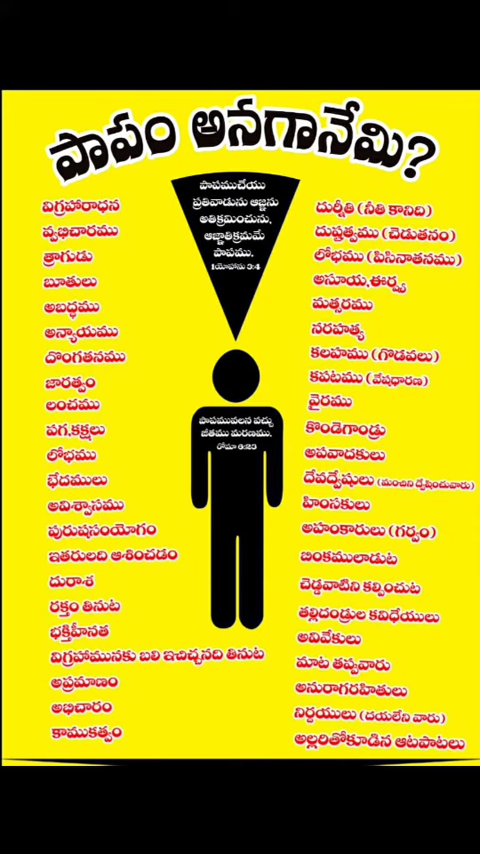 పాపం అనగానేమి?
పాపముచేయు
ప్రతివాడును ఆజ్ఞను
అతిక్రమించును,
ఆజ్ఞాతిక్రమమే
పాపము.
1యోహాను 3:4
పాపమువలన వచ్చు
జీతము మరణము.
రోమా 6:23
విగ్రహారాధన
వ్యభిచారము
త్రాగుడు
బూతులు
అబద్ధము
అన్యాయము
దొంగతనము
జారత్వం
లంచము
పగ,కక్షలు
లోభము
భేదములు
అవిశ్వాసము
పురుషసంయోగం
ఇతరులది ఆశించడం
దురాశ
రక్తం తినుట
భక్తిహీనత
విగ్రహామునకు బలి ఇచిచ్చనది తినుట
అప్రమాణం
అభిచారం
కాముకత్వం
దుర్నీతి (నీతి కానిది)
దుష్టత్వము (చెడుతనం)
లోభము (పిసినాతనము)
అసూయ,ఈర్ష్య
మత్సరము
నరహత్య
కలహము (గొడవలు)
కపటము (వేషధారణ)
వైరము
కొండెగాండ్రు
అపవాదకులు
దేవద్వేషులు (మంచిని ద్వేషించువారు)
హింసకులు
అహంకారులు (గర్వం)
బింకములాడుట
చెడ్డవాటిని కల్పించుట
తల్లిదండ్రుల కవిధేయులు
అవివేకులు
మాట తప్పువారు
అనురాగరహితులు
నిర్దయులు (దయలేని వారు)
అల్లరితోకూడిన ఆటపాటలు